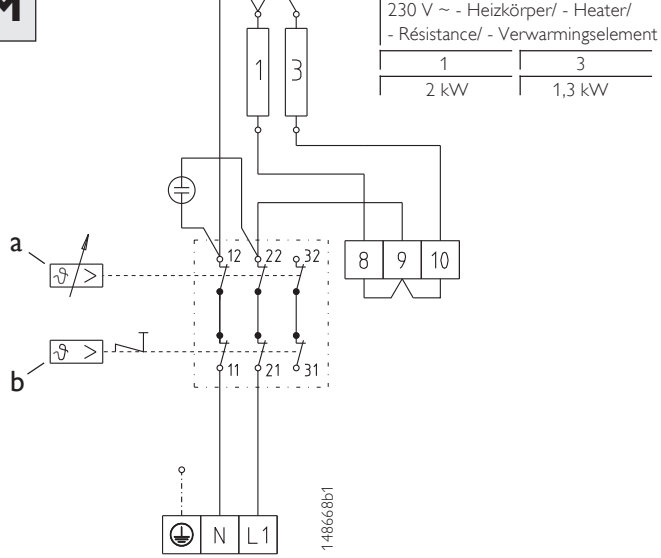 M
230 V ~ - Heizkörper/ - Heater/
- Résistance/ - Verwarmingselement
1 3
2 kW 1,3 kW
1 3
a
ϑ >
12 22 32
8 9 10
b
ϑ >
11 21 31
N L1
148668b1